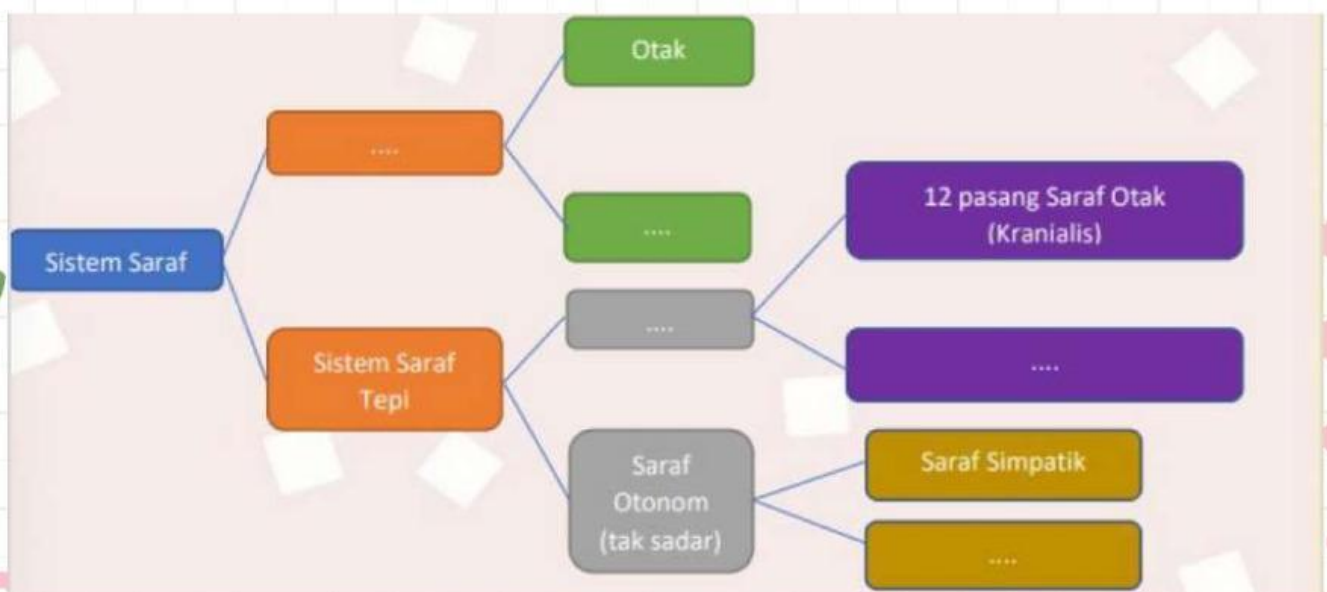 Otak
....
....
12 pasang Saraf Otak
(Kranialis)
Sistem Saraf
....
Sistem Saraf
Tepi
....
Saraf
Otonom
(tak sadar)
Saraf Simpatik
....